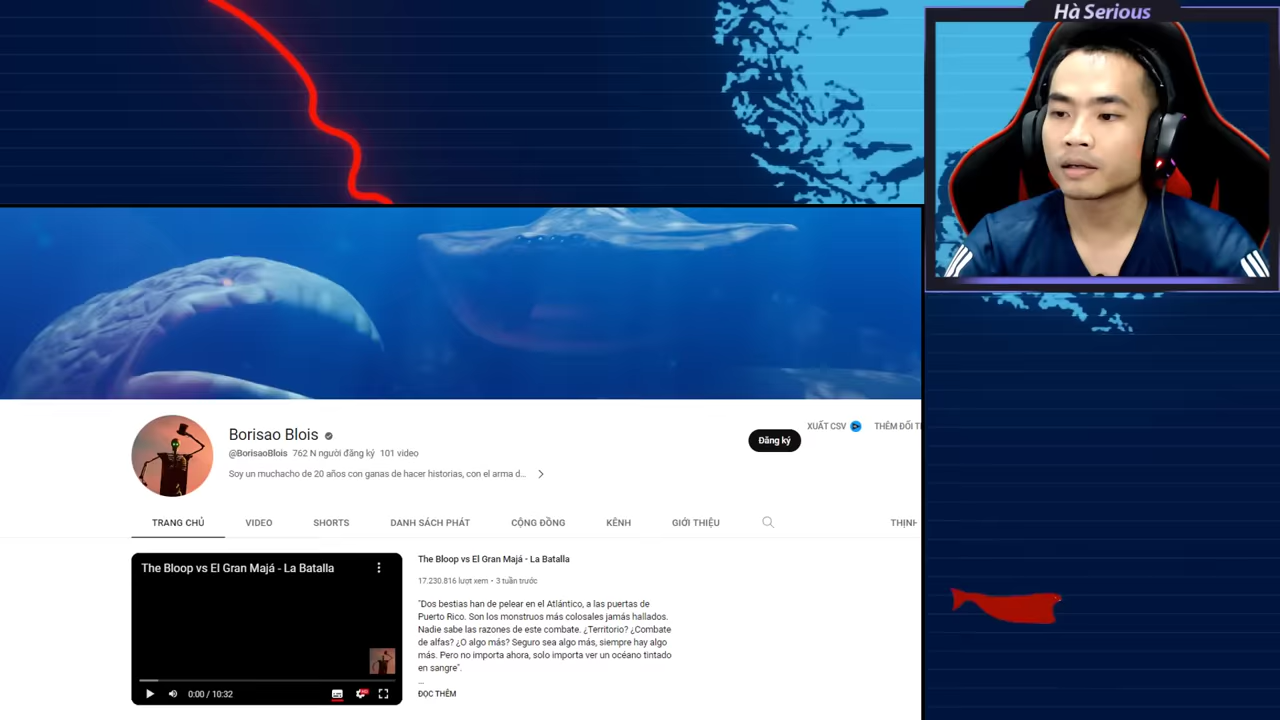 Hà Serious
Borisao Blois
@BorisaoBlois 762 N người đăng ký 101 video
Soy un muchacho de 20 años con ganas de hacer historias, con el arma d...
Đăng ký
XUẤT CSV
THÊM ĐỐI T
TRANG CHỦ VIDEO SHORTS DANH SÁCH PHÁT CỘNG ĐỒNG KÊNH GIỚI THIỆU THỊNH
The Bloop vs El Gran Majá - La Batalla
0:00 / 10:32
The Bloop vs El Gran Majá - La Batalla
17.230.816 lượt xem • 3 tuần trước
"Dos bestias han de pelear en el Atlántico, a las puertas de
Puerto Rico. Son los monstruos más colosales jamás hallados.
Nadie sabe las razones de este combate. ¿Territorio? ¿Combate
de alfas? ¿O algo más? Seguro sea algo más, siempre hay algo
más. Pero no importa ahora, solo importa ver un océano tintado
en sangre".
...
ĐỌC THÊM